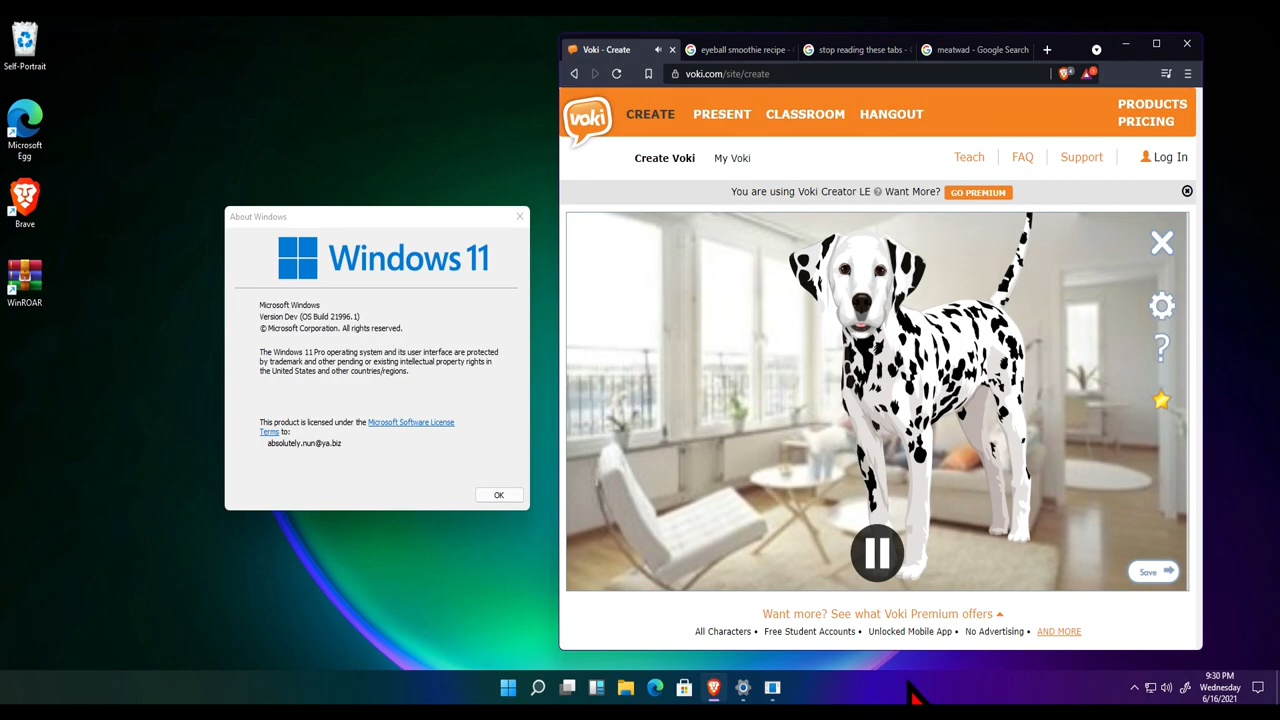 Self-Portrait
Microsoft
Egg
Brave
WinROAR
About Windows
Windows 11
Microsoft Windows
Version Dev (OS Build 21996.1)
© Microsoft Corporation. All rights reserved.
The Windows 11 Pro operating system and its user interface are protected
by trademark and other pending or existing intellectual property rights in
the United States and other countries/regions.
This product is licensed under the Microsoft Software License
Terms to:
absolutely.nun@ya.biz
OK
Voki - Create
eyeball smoothie recipe -
stop reading these tabs -
meatwad - Google Search
voki.com/site/create
voki
CREATE
PRESENT
CLASSROOM
HANGOUT
PRODUCTS
PRICING
Create Voki
My Voki
Teach
FAQ
Support
Log In
You are using Voki Creator LE ? Want More? GO PREMIUM
?
Save
Want more? See what Voki Premium offers
All Characters • Free Student Accounts • Unlocked Mobile App • No Advertising • AND MORE
9:30 PM
Wednesday
6/16/2021